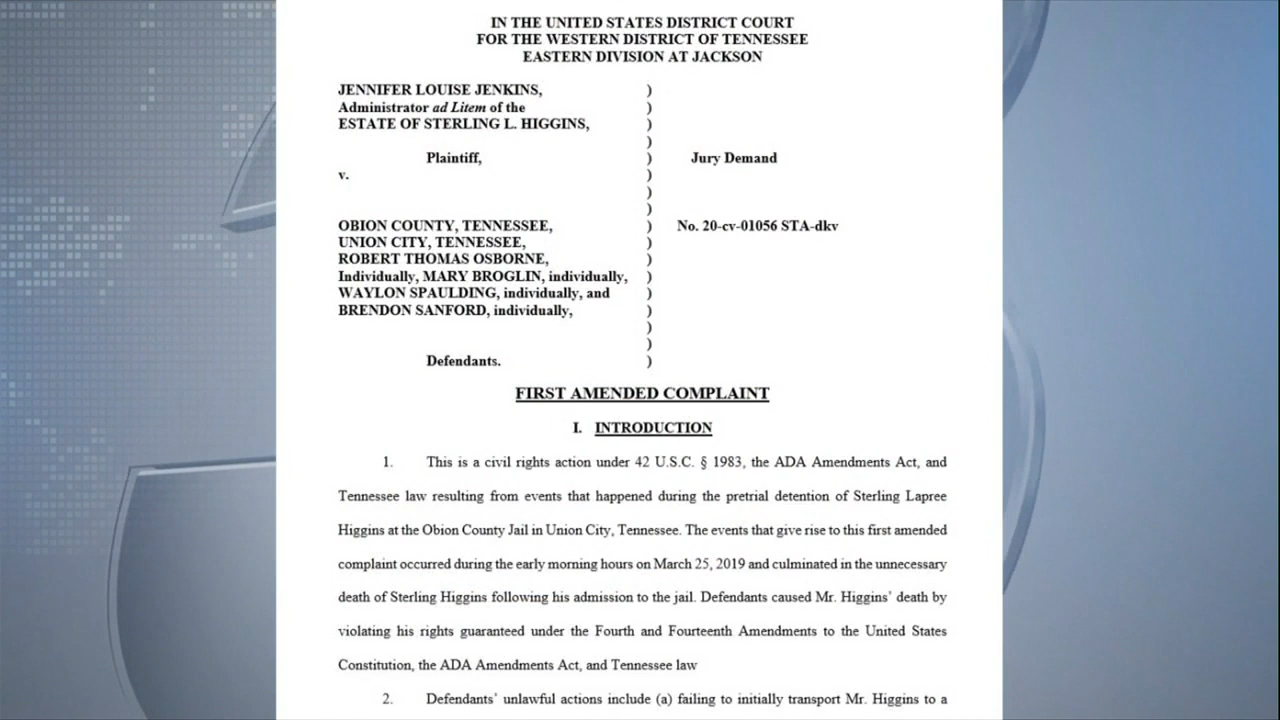 IN THE UNITED STATES DISTRICT COURT
FOR THE WESTERN DISTRICT OF TENNESSEE
EASTERN DIVISION AT JACKSON
JENNIFER LOUISE JENKINS, )
Administrator ad Litem of the )
ESTATE OF STERLING L. HIGGINS, )
)
Plaintiff, ) Jury Demand
v. )
)
)
OBION COUNTY, TENNESSEE, ) No. 20-cv-01056 STA-dkv
UNION CITY, TENNESSEE, )
ROBERT THOMAS OSBORNE, )
Individually, MARY BROGLIN, individually, )
WAYLON SPAULDING, individually, and )
BRENDON SANFORD, individually, )
)
)
Defendants. )
FIRST AMENDED COMPLAINT
I. INTRODUCTION
1. This is a civil rights action under 42 U.S.C. § 1983, the ADA Amendments Act, and
Tennessee law resulting from events that happened during the pretrial detention of Sterling Lapree
Higgins at the Obion County Jail in Union City, Tennessee. The events that give rise to this first amended
complaint occurred during the early morning hours on March 25, 2019 and culminated in the unnecessary
death of Sterling Higgins following his admission to the jail. Defendants caused Mr. Higgins' death by
violating his rights guaranteed under the Fourth and Fourteenth Amendments to the United States
Constitution, the ADA Amendments Act, and Tennessee law
2. Defendants' unlawful actions include (a) failing to initially transport Mr. Higgins to a